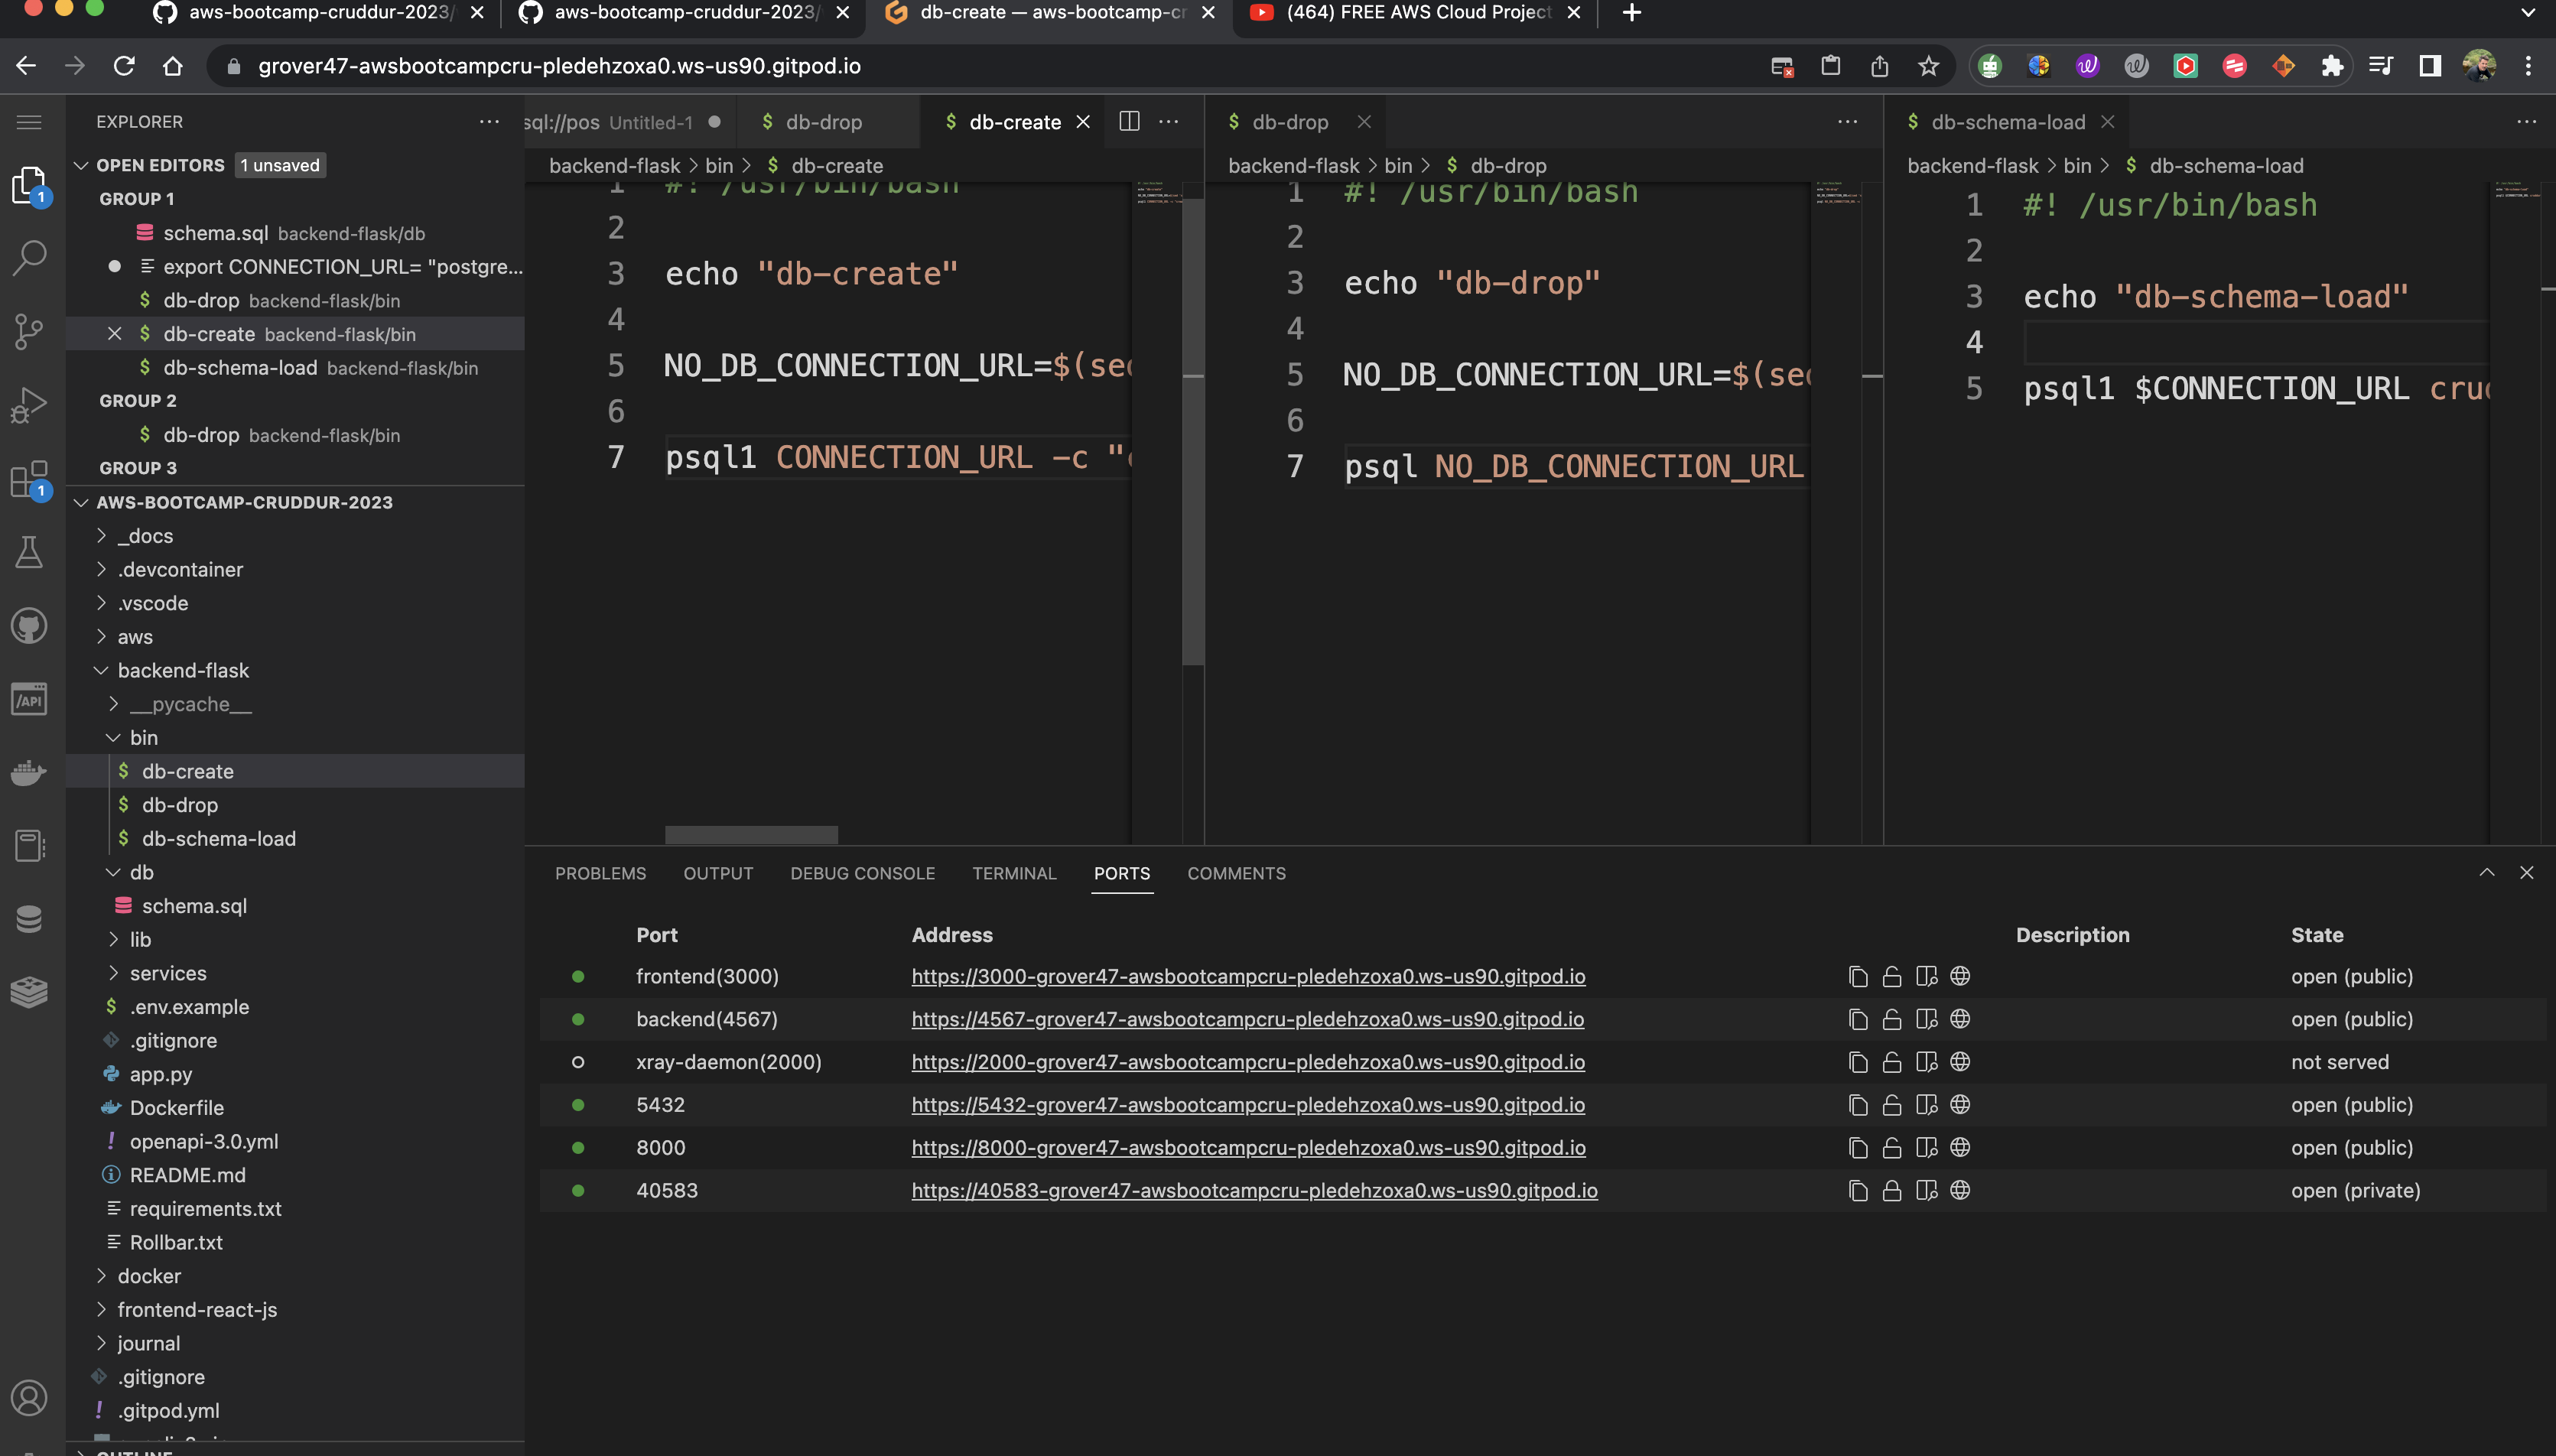 aws-bootcamp-cruddur-2023/
aws-bootcamp-cruddur-2023/
db-create — aws-bootcamp-cr
(464) FREE AWS Cloud Project
grover47-awsbootcampcru-pledehzoxa0.ws-us90.gitpod.io
EXPLORER
OPEN EDITORS 1 unsaved
GROUP 1
schema.sql backend-flask/db
export CONNECTION_URL= "postgre...
$ db-drop backend-flask/bin
$ db-create backend-flask/bin
$ db-schema-load backend-flask/bin
GROUP 2
$ db-drop backend-flask/bin
GROUP 3
AWS-BOOTCAMP-CRUDDUR-2023
_docs
.devcontainer
.vscode
aws
backend-flask
__pycache__
bin
$ db-create
$ db-drop
$ db-schema-load
db
schema.sql
lib
services
$ .env.example
.gitignore
app.py
Dockerfile
! openapi-3.0.yml
README.md
requirements.txt
Rollbar.txt
docker
frontend-react-js
journal
.gitignore
! .gitpod.yml
OUTLINE
1
1
/API
sql://pos Untitled-1
$ db-drop
$ db-create
backend-flask > bin > $ db-create
1 #! /usr/bin/bash
2
3 echo "db-create"
4
5 NO_DB_CONNECTION_URL=$(sed
6
7 psql1 CONNECTION_URL -c "c
$ db-drop
backend-flask > bin > $ db-drop
1 #! /usr/bin/bash
2
3 echo "db-drop"
4
5 NO_DB_CONNECTION_URL=$(sed
6
7 psql NO_DB_CONNECTION_URL
$ db-schema-load
backend-flask > bin > $ db-schema-load
1 #! /usr/bin/bash
2
3 echo "db-schema-load"
4
5 psql1 $CONNECTION_URL crud
PROBLEMS OUTPUT DEBUG CONSOLE TERMINAL PORTS COMMENTS
Port Address Description State
frontend(3000) https://3000-grover47-awsbootcampcru-pledehzoxa0.ws-us90.gitpod.io open (public)
backend(4567) https://4567-grover47-awsbootcampcru-pledehzoxa0.ws-us90.gitpod.io open (public)
xray-daemon(2000) https://2000-grover47-awsbootcampcru-pledehzoxa0.ws-us90.gitpod.io not served
5432 https://5432-grover47-awsbootcampcru-pledehzoxa0.ws-us90.gitpod.io open (public)
8000 https://8000-grover47-awsbootcampcru-pledehzoxa0.ws-us90.gitpod.io open (public)
40583 https://40583-grover47-awsbootcampcru-pledehzoxa0.ws-us90.gitpod.io open (private)